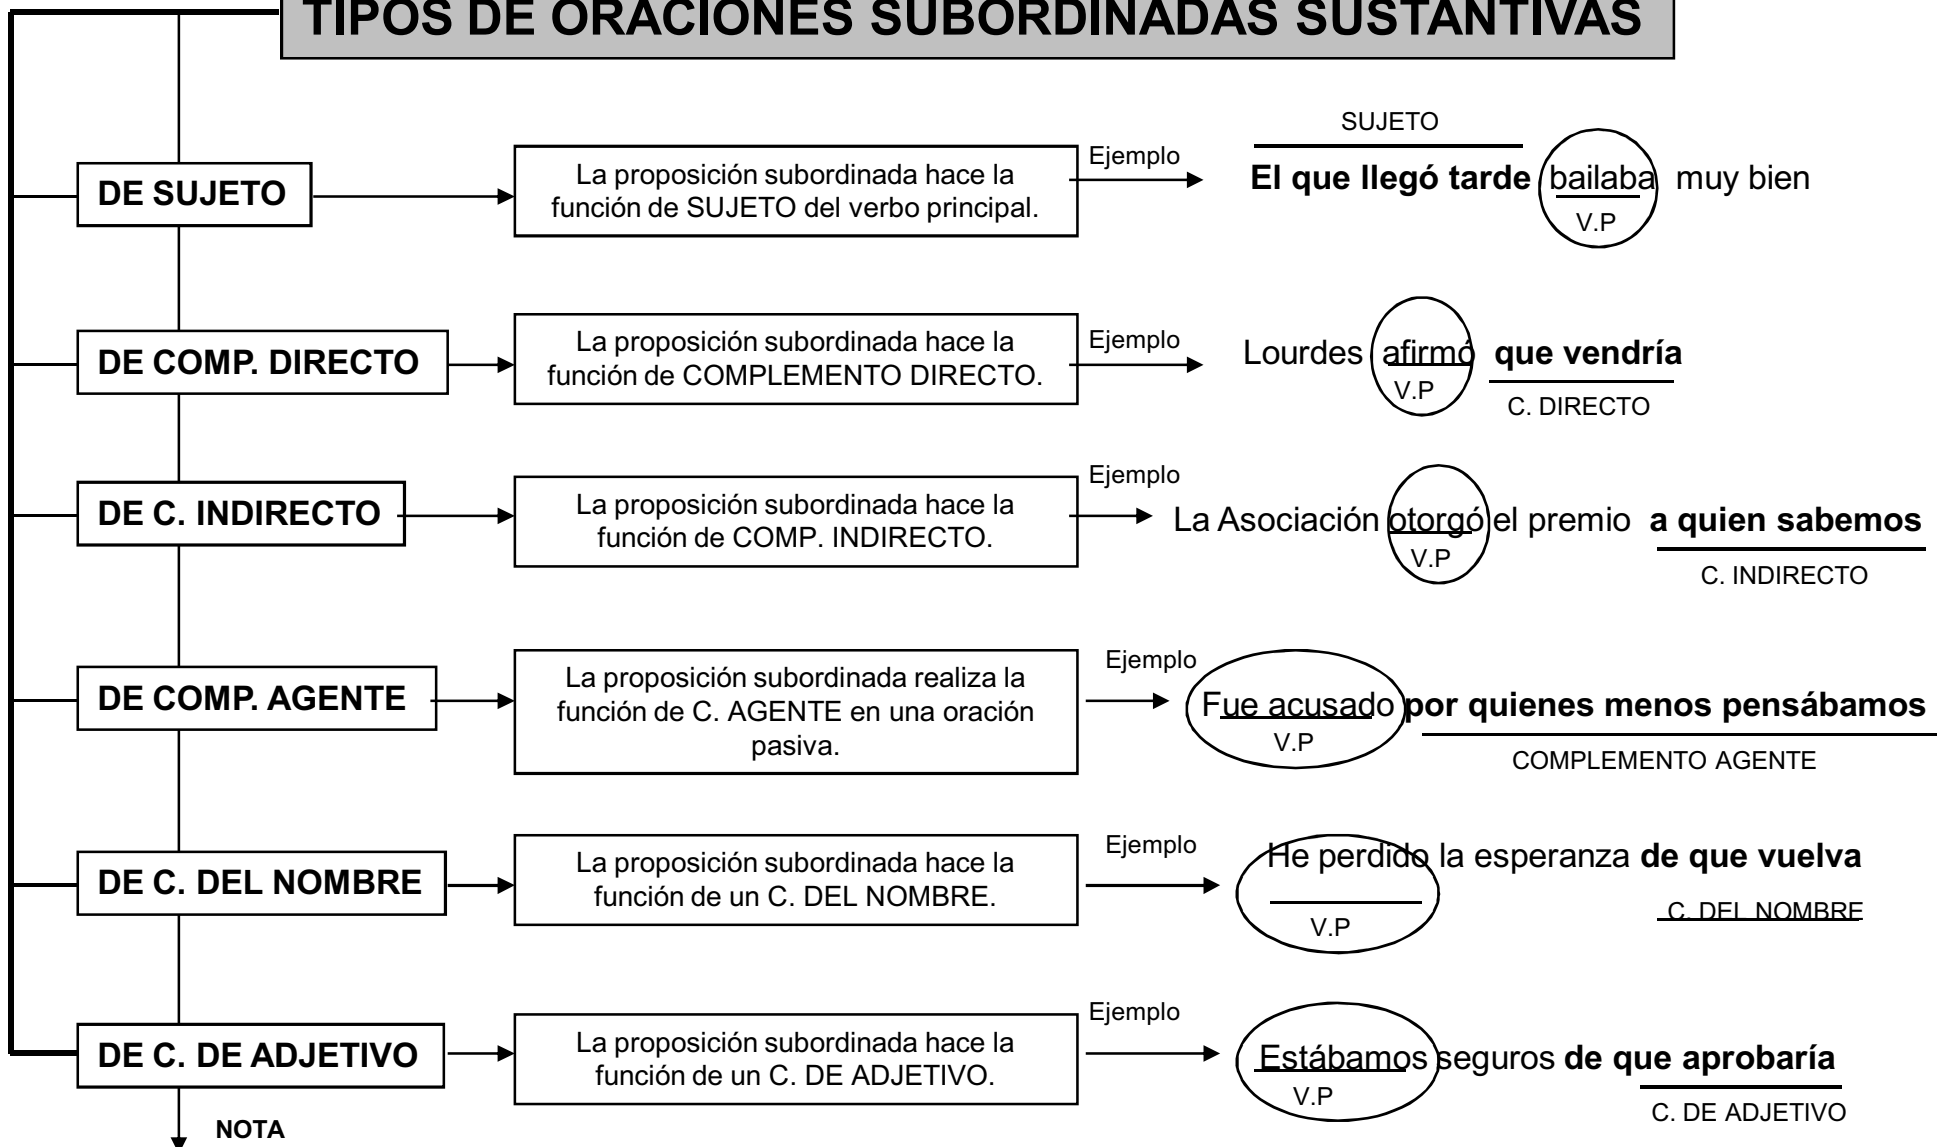 TIPOS DE ORACIONES SUBORDINADAS SUSTANTIVAS
DE SUJETO
La proposición subordinada hace la
función de SUJETO del verbo principal.
Ejemplo
SUJETO
El que llegó tarde bailaba muy bien
V.P
DE COMP. DIRECTO
La proposición subordinada hace la
función de COMPLEMENTO DIRECTO.
Ejemplo
Lourdes afirmó que vendría
V.P
C. DIRECTO
DE C. INDIRECTO
La proposición subordinada hace la
función de COMP. INDIRECTO.
Ejemplo
La Asociación otorgó el premio a quien sabemos
V.P
C. INDIRECTO
DE COMP. AGENTE
La proposición subordinada realiza la
función de C. AGENTE en una oración
pasiva.
Ejemplo
Fue acusado por quienes menos pensábamos
V.P
COMPLEMENTO AGENTE
DE C. DEL NOMBRE
La proposición subordinada hace la
función de un C. DEL NOMBRE.
Ejemplo
He perdido la esperanza de que vuelva
V.P
C. DEL NOMBRE
DE C. DE ADJETIVO
La proposición subordinada hace la
función de un C. DE ADJETIVO.
Ejemplo
Estábamos seguros de que aprobaría
V.P
C. DE ADJETIVO
NOTA